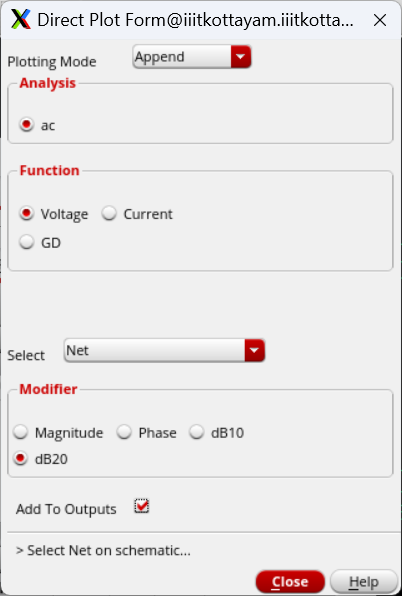 Direct Plot Form@iiitkottayam.iiitkotta...
Plotting Mode Append
Analysis
ac
Function
Voltage Current
GD
Select Net
Modifier
Magnitude Phase dB10
dB20
Add To Outputs
> Select Net on schematic...
Close Help